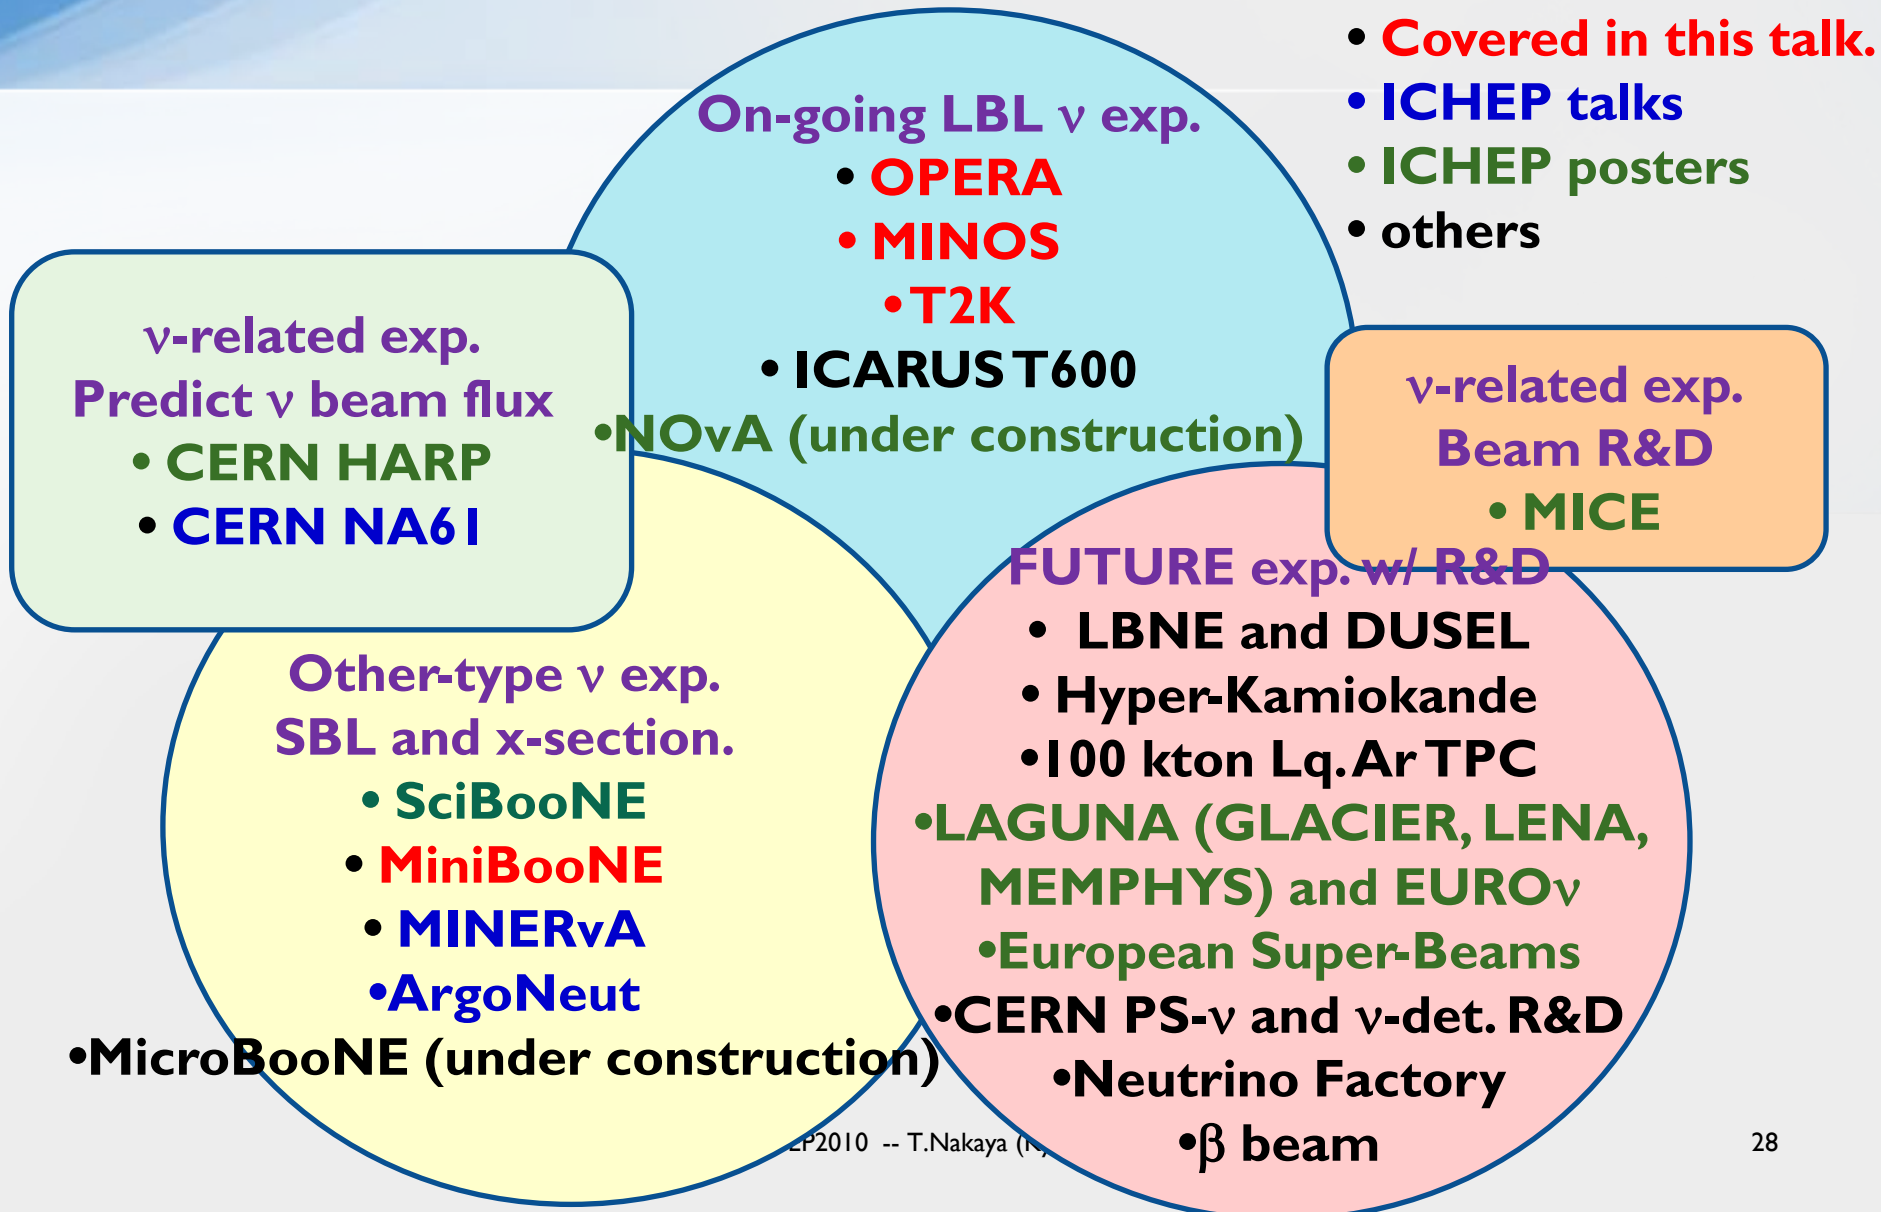 • Covered in this talk.
• ICHEP talks
• ICHEP posters
• others
On-going LBL ν exp.
• OPERA
• MINOS
•T2K
• ICARUS T600
•NOvA (under construction)
ν-related exp.
Predict ν beam flux
• CERN HARP
• CERN NA61
ν-related exp.
Beam R&D
• MICE
Other-type ν exp.
SBL and x-section.
• SciBooNE
• MiniBooNE
• MINERvA
•ArgoNeut
•MicroBooNE (under construction)
FUTURE exp. w/ R&D
• LBNE and DUSEL
• Hyper-Kamiokande
•100 kton Lq. Ar TPC
•LAGUNA (GLACIER, LENA,
MEMPHYS) and EUROν
•European Super-Beams
•CERN PS-ν and ν-det. R&D
•Neutrino Factory
•β beam
EP2010 -- T.Nakaya
28